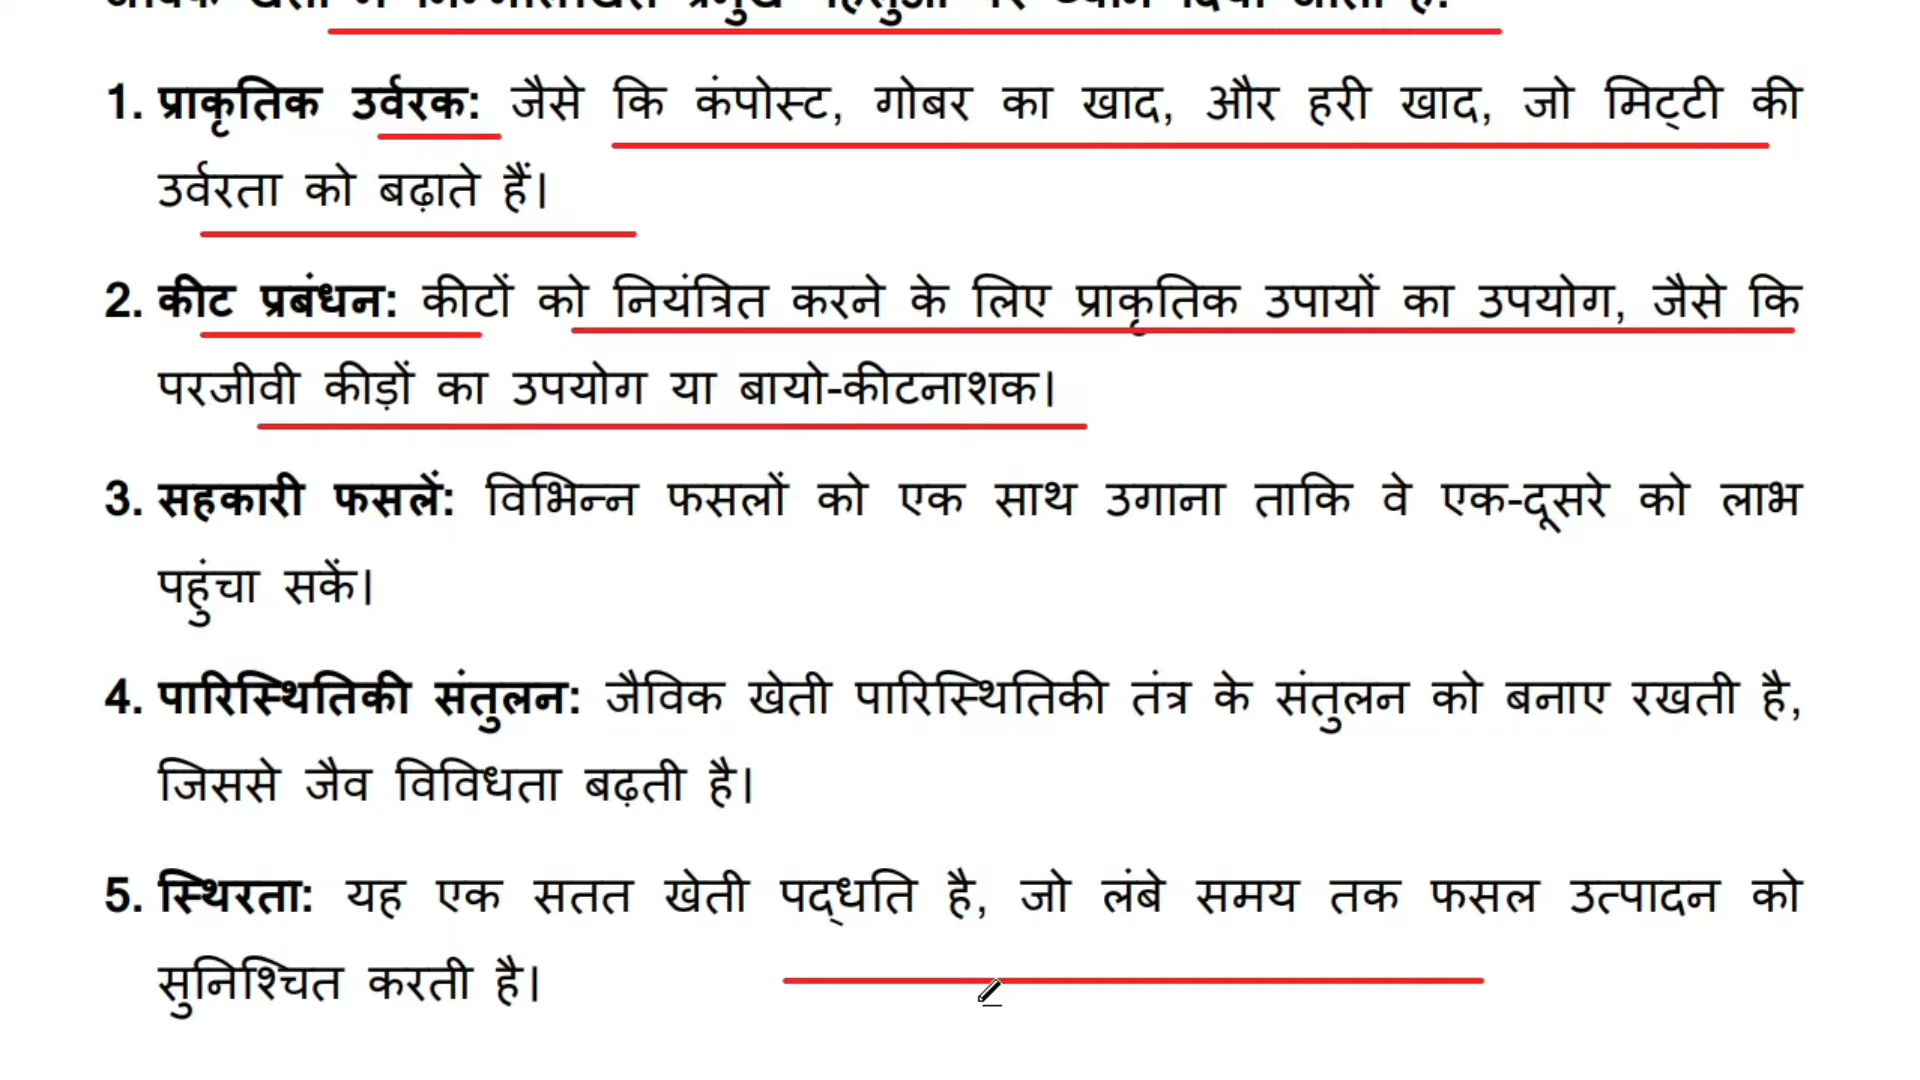 1. प्राकृतिक उर्वरक: जैसे कि कंपोस्ट, गोबर का खाद, और हरी खाद, जो मिट्टी की
उर्वरता को बढ़ाते हैं।
2. कीट प्रबंधन: कीटों को नियंत्रित करने के लिए प्राकृतिक उपायों का उपयोग, जैसे कि
परजीवी कीड़ों का उपयोग या बायो-कीटनाशक।
3. सहकारी फसलें: विभिन्न फसलों को एक साथ उगाना ताकि वे एक-दूसरे को लाभ
पहुंचा सकें।
4. पारिस्थितिकी संतुलन: जैविक खेती पारिस्थितिकी तंत्र के संतुलन को बनाए रखती है,
जिससे जैव विविधता बढ़ती है।
5. स्थिरता: यह एक सतत खेती पद्धति है, जो लंबे समय तक फसल उत्पादन को
सुनिश्चित करती है।